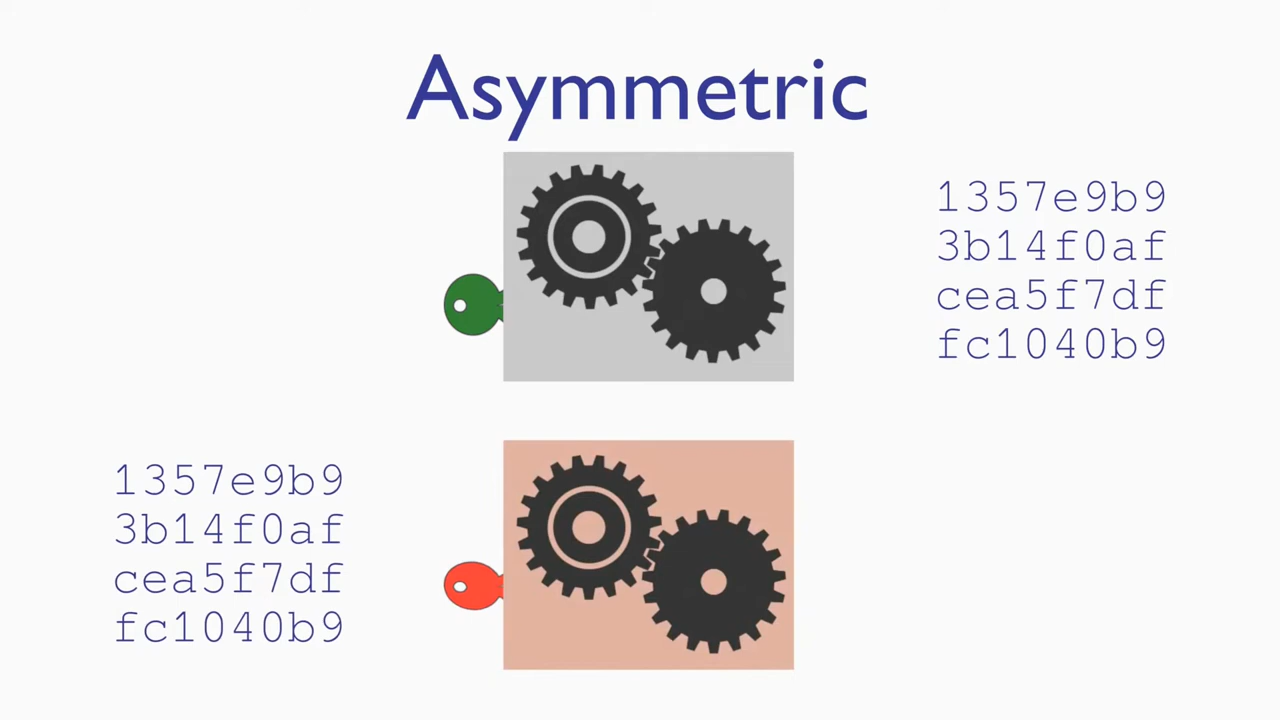 Asymmetric
1357e9b9
3b14f0af
cea5f7df
fc1040b9
1357e9b9
3b14f0af
cea5f7df
fc1040b9